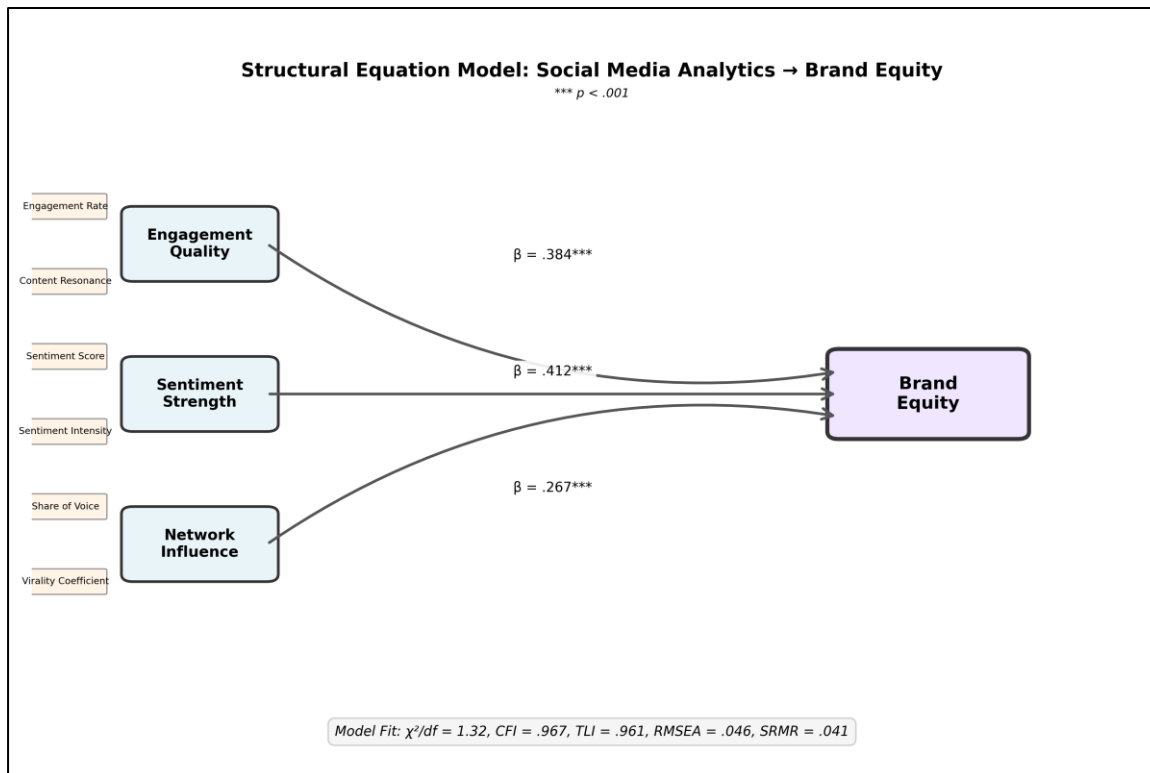 Structural Equation Model: Social Media Analytics → Brand Equity
*** p < .001
Engagement Rate
Engagement
Quality
Content Resonance
β = .384***
Sentiment Score
Sentiment
Strength
Sentiment Intensity
β = .412***
Brand
Equity
Share of Voice
Network
Influence
Virality Coefficient
β = .267***
Model Fit: χ²/df = 1.32, CFI = .967, TLI = .961, RMSEA = .046, SRMR = .041